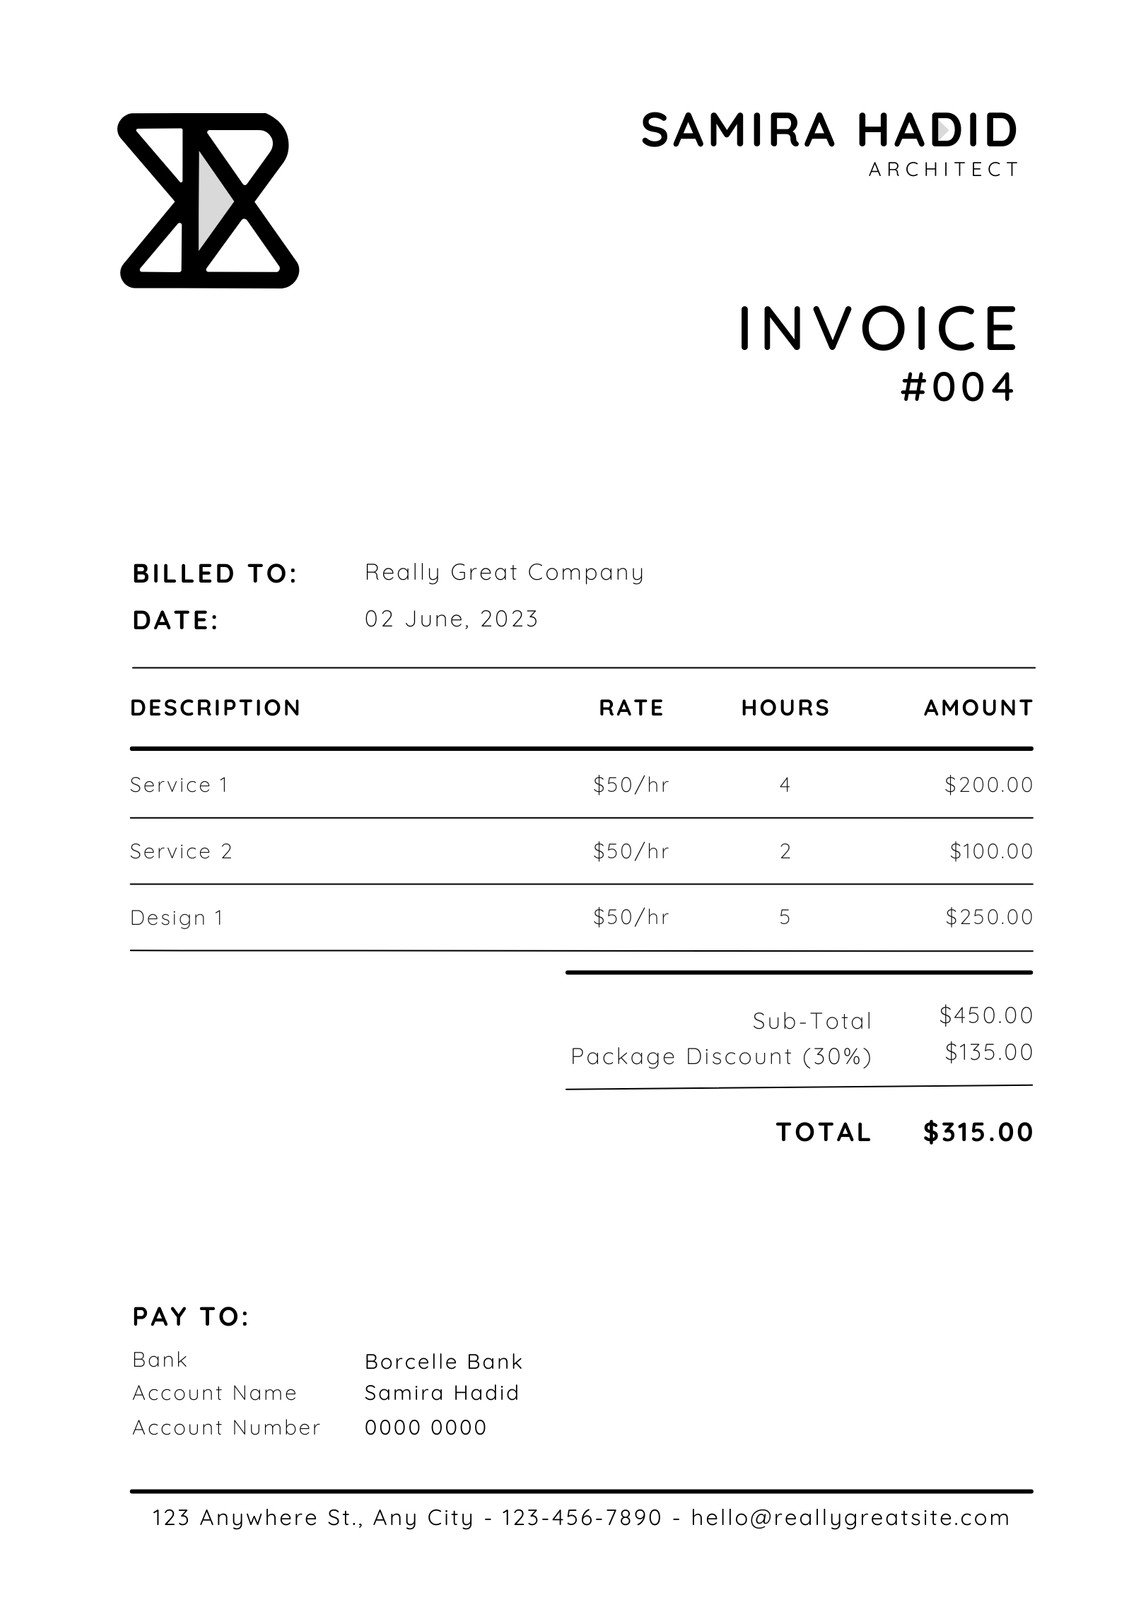 SAMIRA HADID
ARCHITECT
INVOICE
#004
BILLED TO: Really Great Company
DATE: 02 June, 2023
DESCRIPTION RATE HOURS AMOUNT
Service 1 $50/hr 4 $200.00
Service 2 $50/hr 2 $100.00
Design 1 $50/hr 5 $250.00
Sub-Total $450.00
Package Discount (30%) $135.00
TOTAL $315.00
PAY TO:
Bank Borcelle Bank
Account Name Samira Hadid
Account Number 0000 0000
123 Anywhere St., Any City - 123-456-7890 - hello@reallygreatsite.com